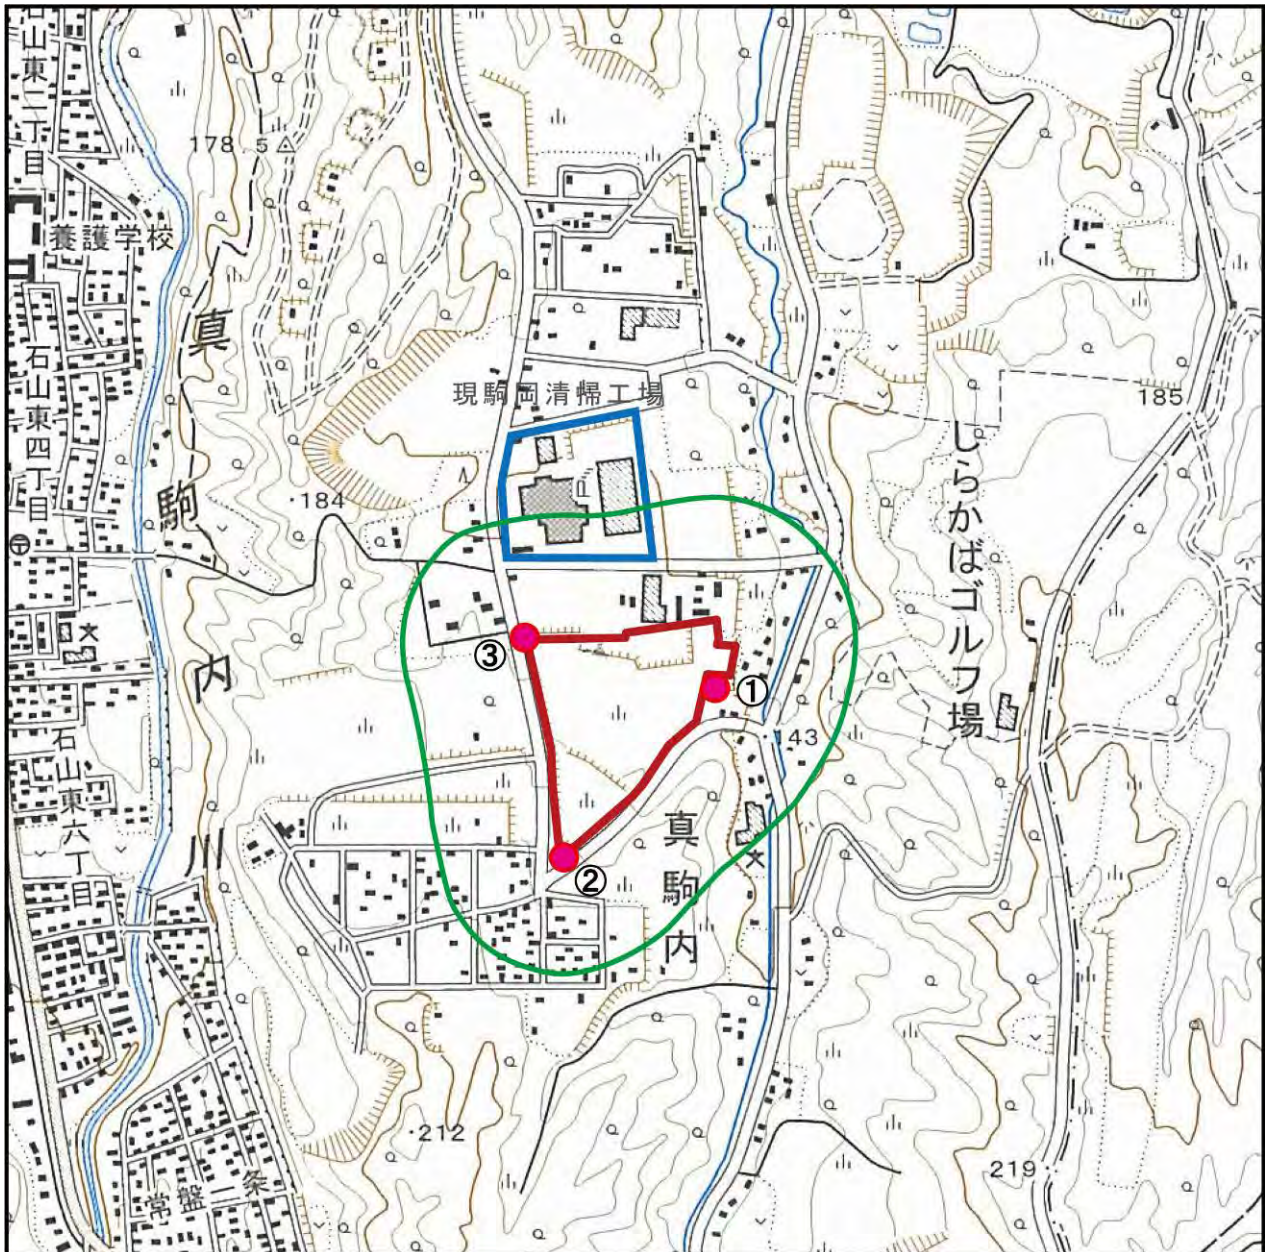 石山東二丁目
178.5
養護学校
真駒内
石山東四丁目
現駒岡清掃工場
185
・184
しらかばゴルフ場
③
①
143
石山東六丁目
川
真駒内
②
・212
219
常盤一条